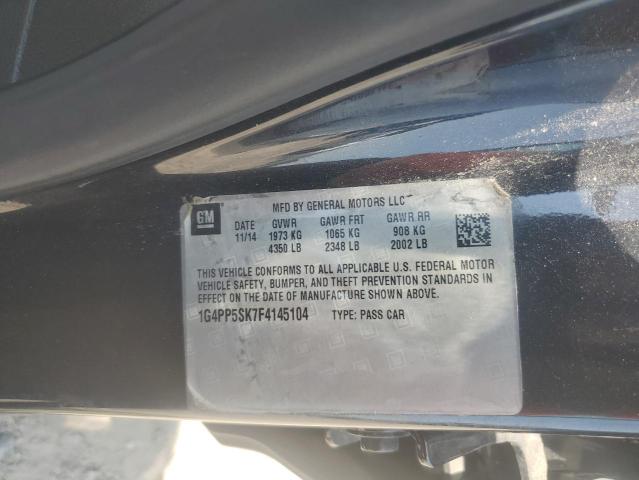 GM
MFD BY GENERAL MOTORS LLC
DATE GVWR GAWR FRT GAWR RR
11/14 1973 KG 1065 KG 908 KG
4350 LB 2348 LB 2002 LB
THIS VEHICLE CONFORMS TO ALL APPLICABLE U.S. FEDERAL MOTOR
VEHICLE SAFETY, BUMPER, AND THEFT PREVENTION STANDARDS IN
EFFECT ON THE DATE OF MANUFACTURE SHOWN ABOVE.
1G4PP5SK7F4145104 TYPE: PASS CAR